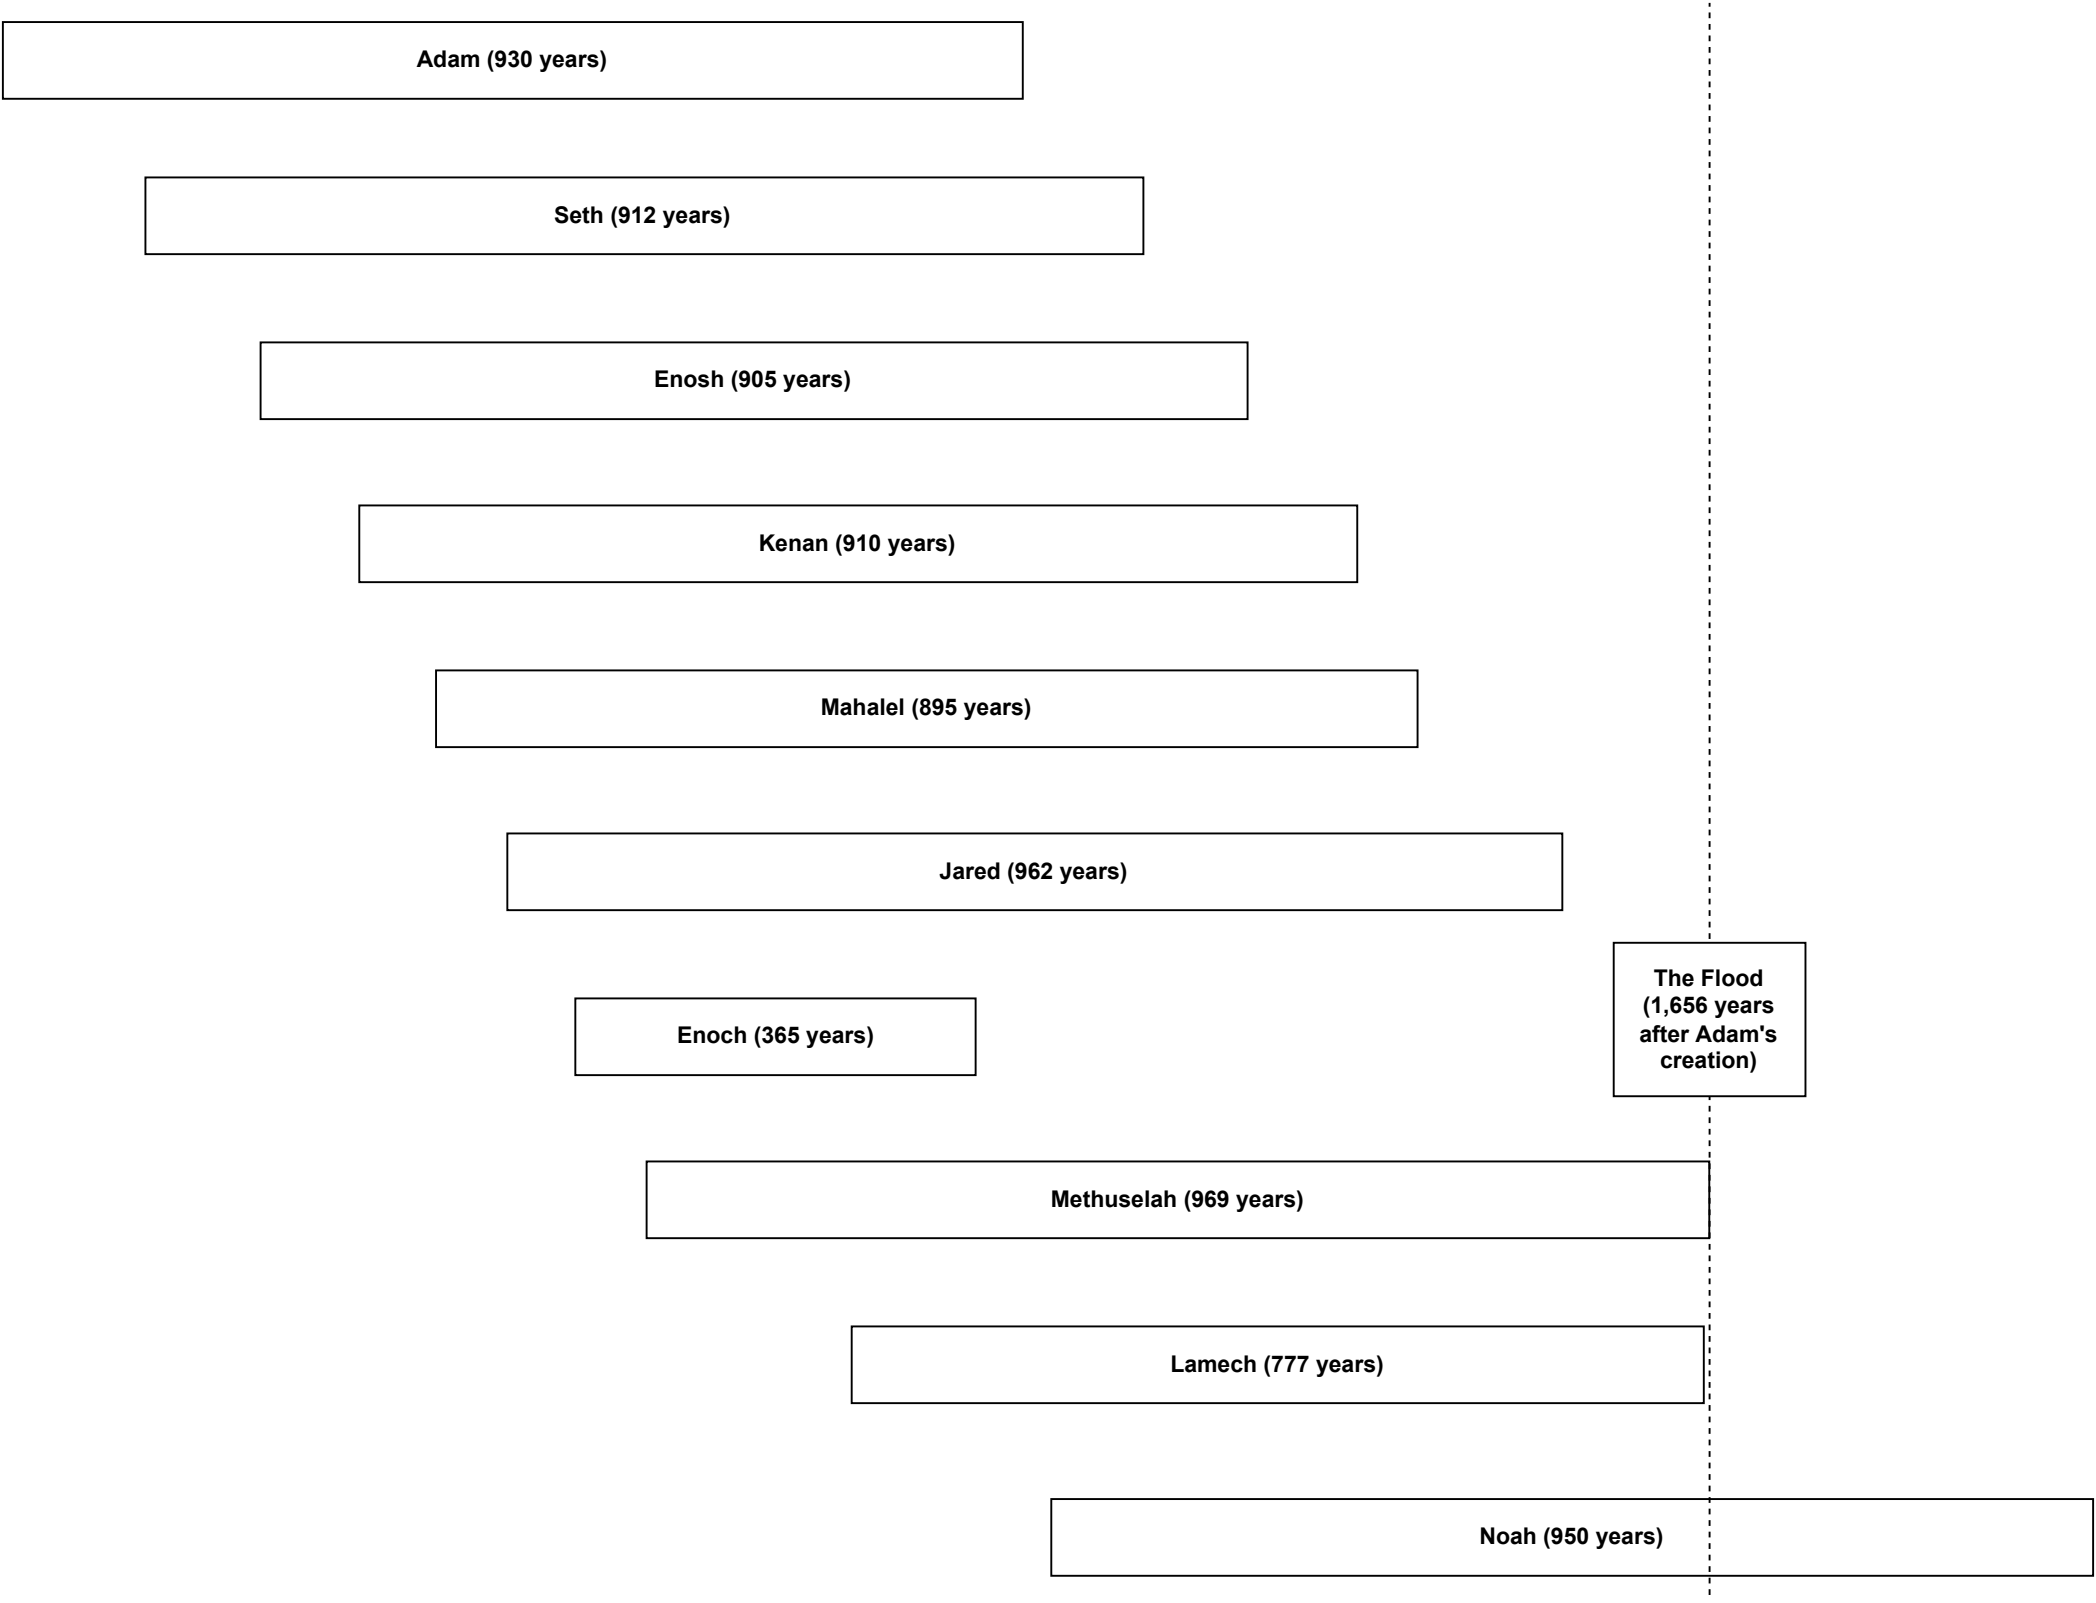 Adam (930 years)
Seth (912 years)
Enosh (905 years)
Kenan (910 years)
Mahalel (895 years)
Jared (962 years)
The Flood
(1,656 years
after Adam's
creation)
Enoch (365 years)
Methuselah (969 years)
Lamech (777 years)
Noah (950 years)